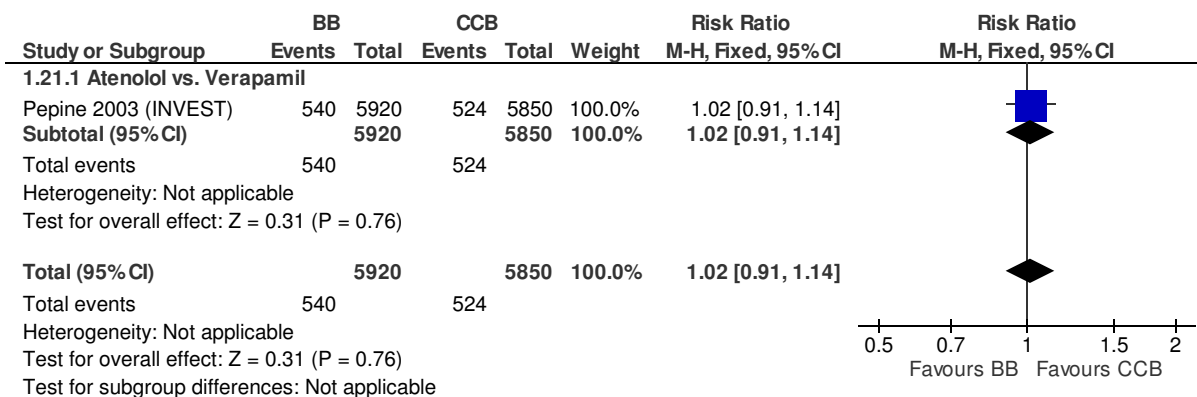 BB CCB Risk Ratio Risk Ratio
Study or Subgroup Events Total Events Total Weight M-H, Fixed, 95% CI M-H, Fixed, 95% CI
1.21.1 Atenolol vs. Verapamil
Pepine 2003 (INVEST) 540 5920 524 5850 100.0% 1.02 [0.91, 1.14]
Subtotal (95% CI) 5920 5850 100.0% 1.02 [0.91, 1.14]
Total events 540 524
Heterogeneity: Not applicable
Test for overall effect: Z = 0.31 (P = 0.76)
Total (95% CI) 5920 5850 100.0% 1.02 [0.91, 1.14]
Total events 540 524
Heterogeneity: Not applicable
Test for overall effect: Z = 0.31 (P = 0.76)
Test for subgroup differences: Not applicable
0.5 0.7 1 1.5 2
Favours BB Favours CCB